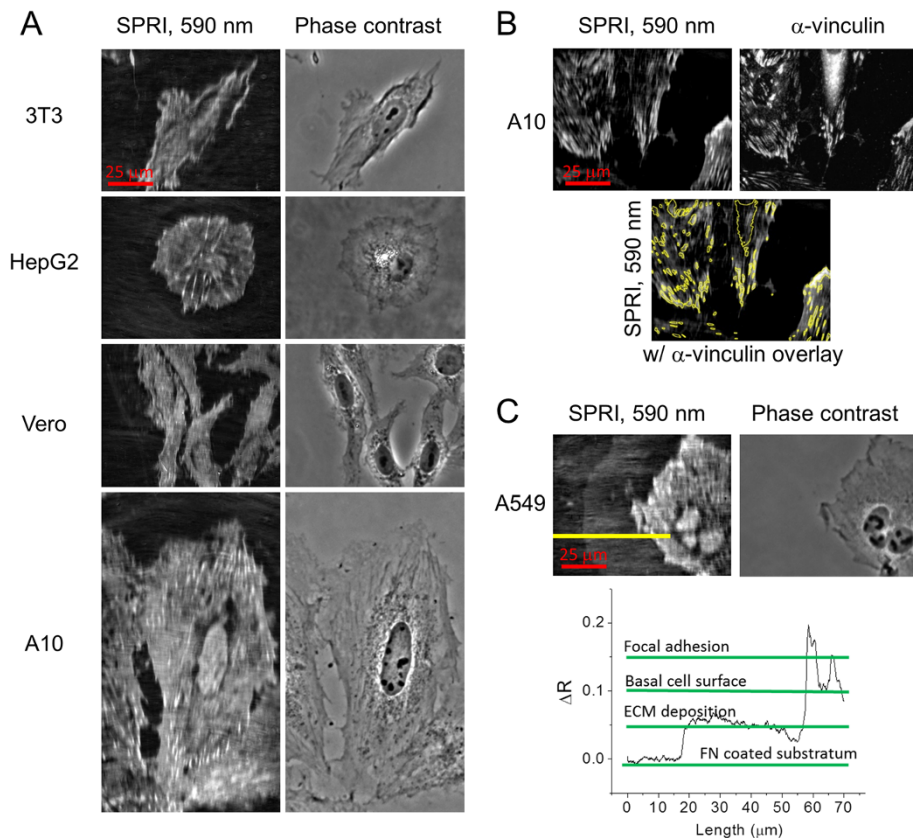 A
SPRI, 590 nm
Phase contrast
3T3
25 μm
HepG2
Vero
A10
B
SPRI, 590 nm
α-vinculin
A10
25 μm
SPRI, 590 nm
w/ α-vinculin overlay
C
SPRI, 590 nm
Phase contrast
A549
25 μm
0.2
0.1
0.0
ΔR
Focal adhesion
Basal cell surface
ECM deposition
FN coated substratum
0 10 20 30 40 50 60 70
Length (μm)